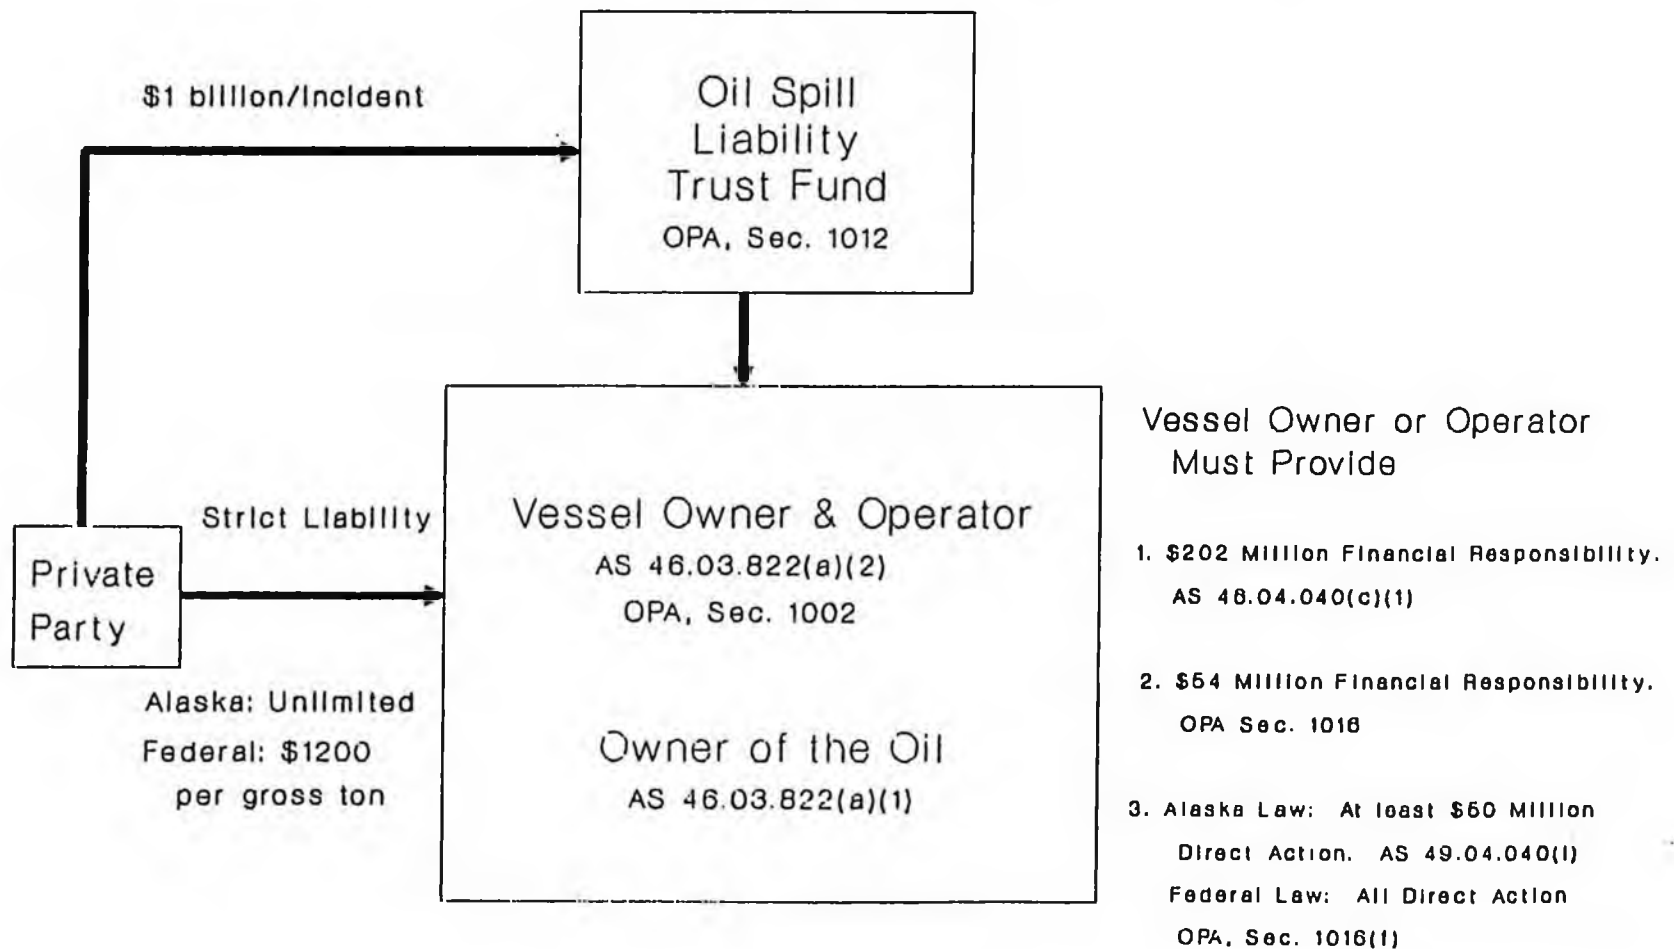 $1 billion/Incident
Oil Spill
Liability
Trust Fund
OPA, Sec. 1012
Strict Liability
Private
Party
Alaska: Unlimited
Federal: $1200
per gross ton
Vessel Owner & Operator
AS 46.03.822(a)(2)
OPA, Sec. 1002
Owner of the Oil
AS 46.03.822(a)(1)
Vessel Owner or Operator
Must Provide
1. $202 Million Financial Responsibility.
AS 46.04.040(c)(1)
2. $54 Million Financial Responsibility.
OPA Sec. 1016
3. Alaska Law: At least $50 Million
Direct Action. AS 49.04.040(l)
Federal Law: All Direct Action
OPA, Sec. 1016(f)